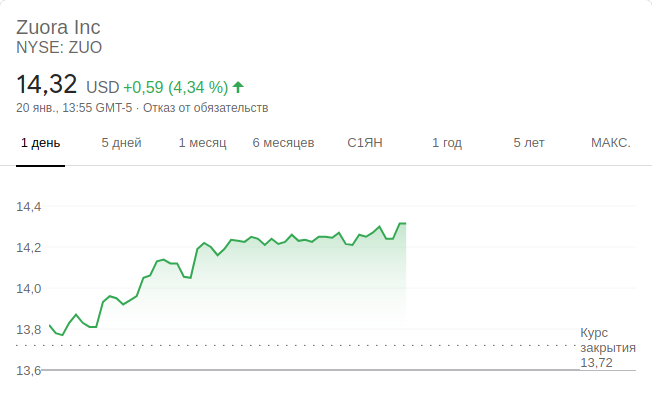 Zuora Inc
NYSE: ZUO
14,32 USD +0,59 (4,34 %)
20 янв., 13:55 GMT-5 · Отказ от обязательств
1 день 5 дней 1 месяц 6 месяцев С1ЯН 1 год 5 лет МАКС.
14,4
14,2
14,0
13,8
Курс
закрытия
13,72
13,6